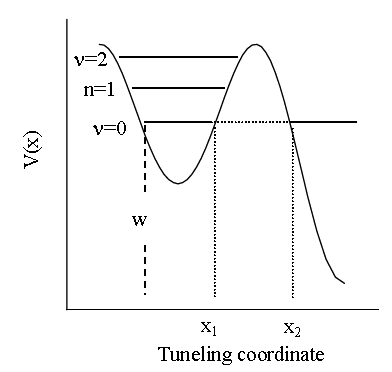 ν=2
n=1
ν=0
V(x)
w
x₁
x₂
Tuneling coordinate